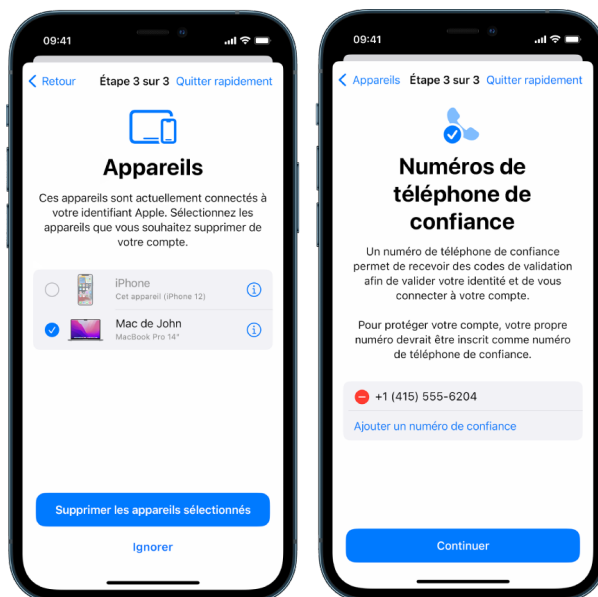 09:41
Retour
Étape 3 sur 3
Quitter rapidement
Appareils
Ces appareils sont actuellement connectés à
votre identifiant Apple. Sélectionnez les
appareils que vous souhaitez supprimer de
votre compte.
iPhone
Cet appareil (iPhone 12)
Mac de John
MacBook Pro 14"
Supprimer les appareils sélectionnés
Ignorer
09:41
Appareils
Étape 3 sur 3
Quitter rapidement
Numéros de
téléphone de
confiance
Un numéro de téléphone de confiance
permet de recevoir des codes de validation
afin de valider votre identité et de vous
connecter à votre compte.
Pour protéger votre compte, votre propre
numéro devrait être inscrit comme numéro
de téléphone de confiance.
+1 (415) 555-6204
Ajouter un numéro de confiance
Continuer